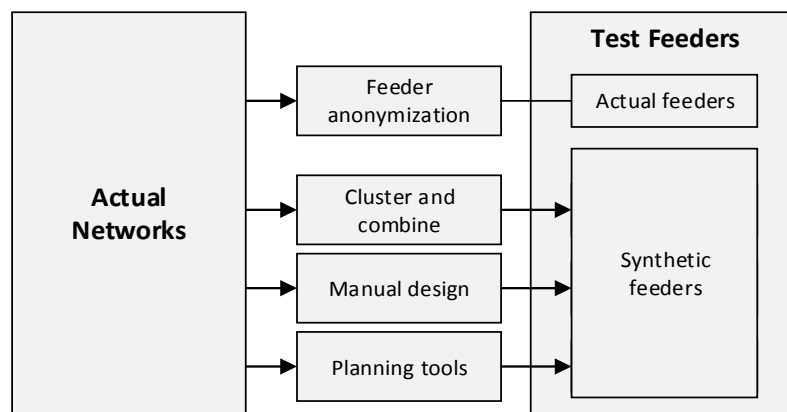 Test Feeders
Feeder
anonymization
Actual feeders
Actual
Networks
Cluster and
combine
Manual design
Synthetic
feeders
Planning tools